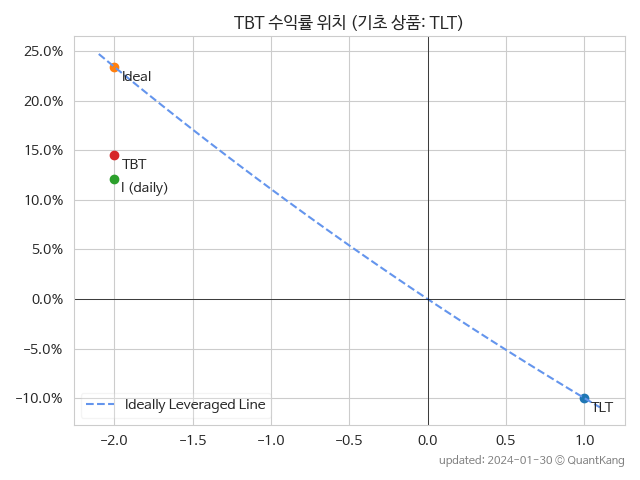 TBT 수익률 위치 (기초 상품: TLT)
25.0%
20.0%
15.0%
10.0%
5.0%
0.0%
−5.0%
−10.0%
Ideal
TBT
I (daily)
TLT
Ideally Leveraged Line
−2.0 −1.5 −1.0 −0.5 0.0 0.5 1.0
updated: 2024-01-30 © QuantKang